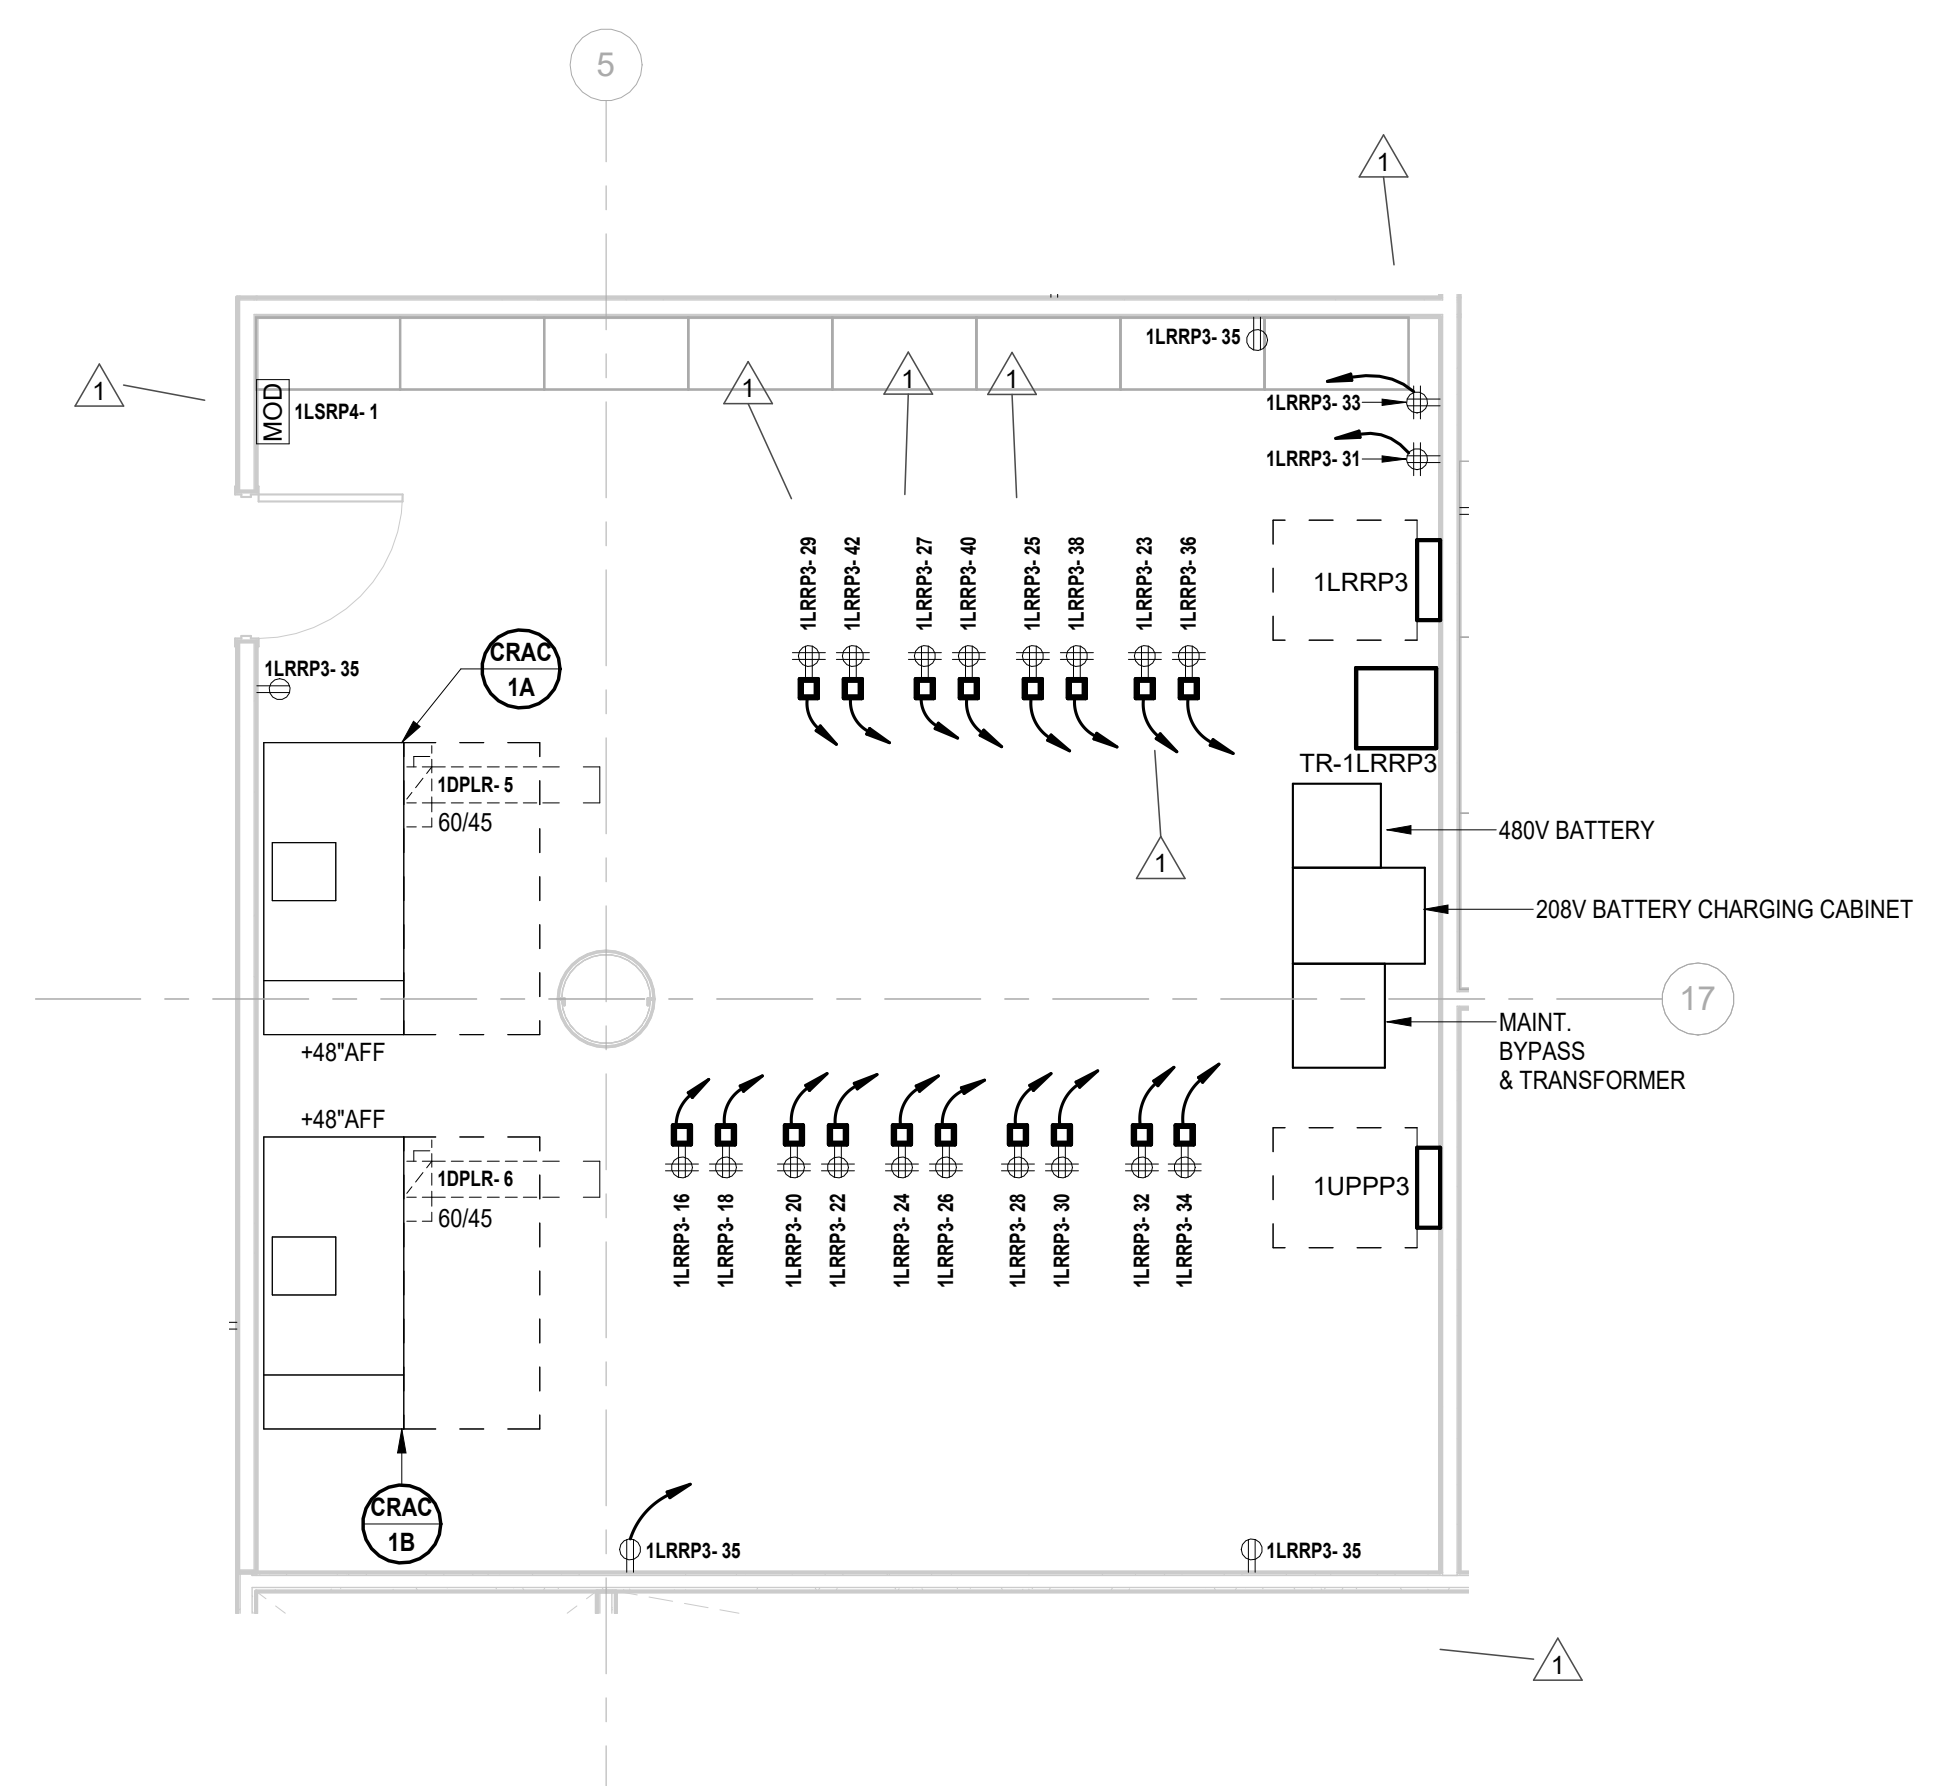 5
1
1LRRP3- 35
1
1
1
1
MOD
1LSRP4- 1
1LRRP3- 33
1LRRP3- 31
1LRRP3- 29
1LRRP3- 42
1LRRP3- 27
1LRRP3- 40
1LRRP3- 25
1LRRP3- 38
1LRRP3- 23
1LRRP3- 36
1LRRP3
1LRRP3- 35
CRAC
1A
TR-1LRRP3
1DPLR- 5
60/45
480V BATTERY
1
208V BATTERY CHARGING CABINET
17
MAINT.
BYPASS
& TRANSFORMER
+48"AFF
+48"AFF
1DPLR- 6
60/45
1UPPP3
1LRRP3- 16
1LRRP3- 18
1LRRP3- 20
1LRRP3- 22
1LRRP3- 24
1LRRP3- 26
1LRRP3- 28
1LRRP3- 30
1LRRP3- 32
1LRRP3- 34
CRAC
1B
1LRRP3- 35
1LRRP3- 35
1